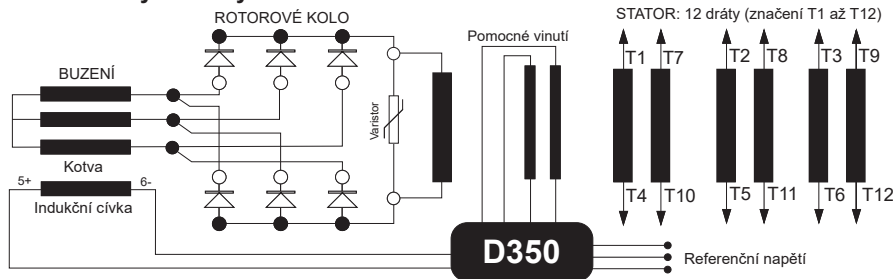 ROTOROVÉ KOLO
STATOR: 12 dráty (značení T1 až T12)
Pomocné vinutí
BUZENÍ
Varistor
Kotva
5+
6-
Indukční cívka
T1
T7
T2
T8
T3
T9
T4
T10
T5
T11
T6
T12
D350
Referenční napětí